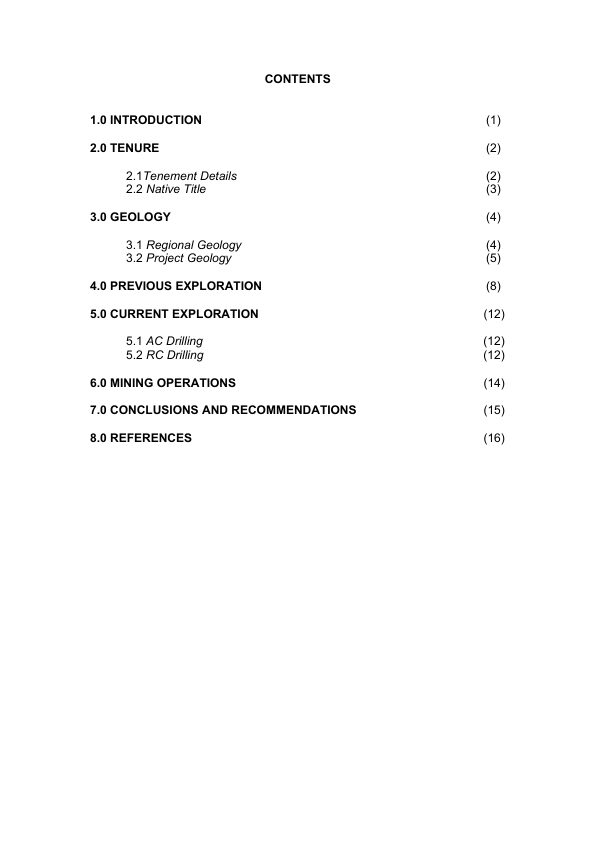 CONTENTS
1.0 INTRODUCTION (1)
2.0 TENURE (2)
2.1Tenement Details (2)
2.2 Native Title (3)
3.0 GEOLOGY (4)
3.1 Regional Geology (4)
3.2 Project Geology (5)
4.0 PREVIOUS EXPLORATION (8)
5.0 CURRENT EXPLORATION (12)
5.1 AC Drilling (12)
5.2 RC Drilling (12)
6.0 MINING OPERATIONS (14)
7.0 CONCLUSIONS AND RECOMMENDATIONS (15)
8.0 REFERENCES (16)